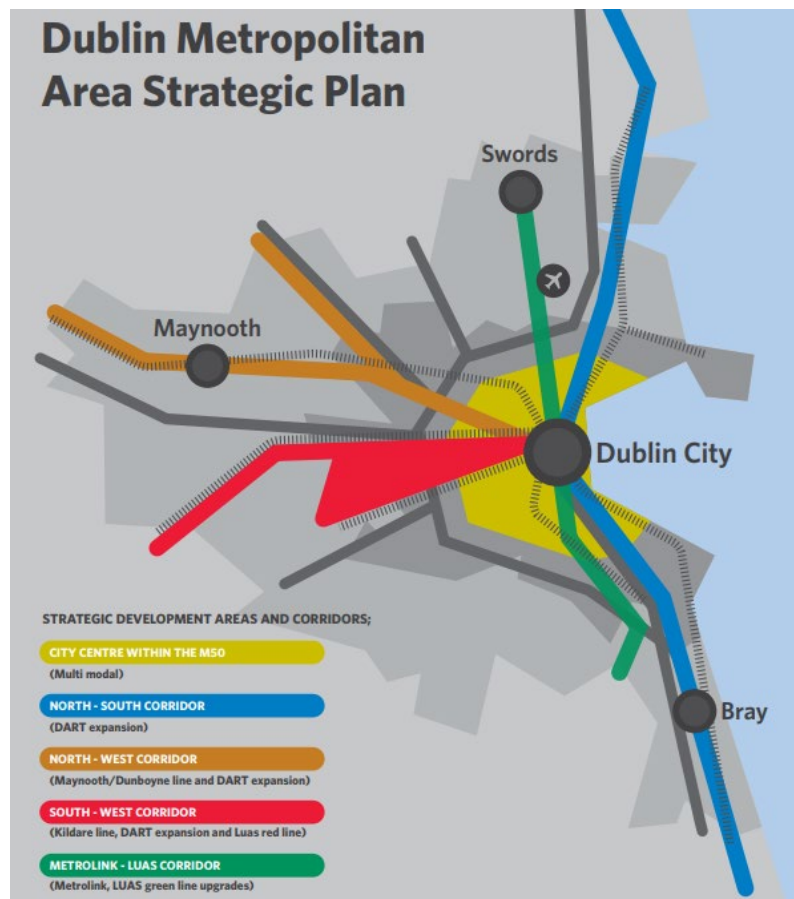 Dublin Metropolitan
Area Strategic Plan
Swords
Maynooth
Dublin City
Bray
STRATEGIC DEVELOPMENT AREAS AND CORRIDORS;
CITY CENTRE WITHIN THE M50
(Multi modal)
NORTH - SOUTH CORRIDOR
(DART expansion)
NORTH - WEST CORRIDOR
(Maynooth/Dunboyne line and DART expansion)
SOUTH - WEST CORRIDOR
(Kildare line, DART expansion and Luas red line)
METROLINK - LUAS CORRIDOR
(Metrolink, LUAS green line upgrades)